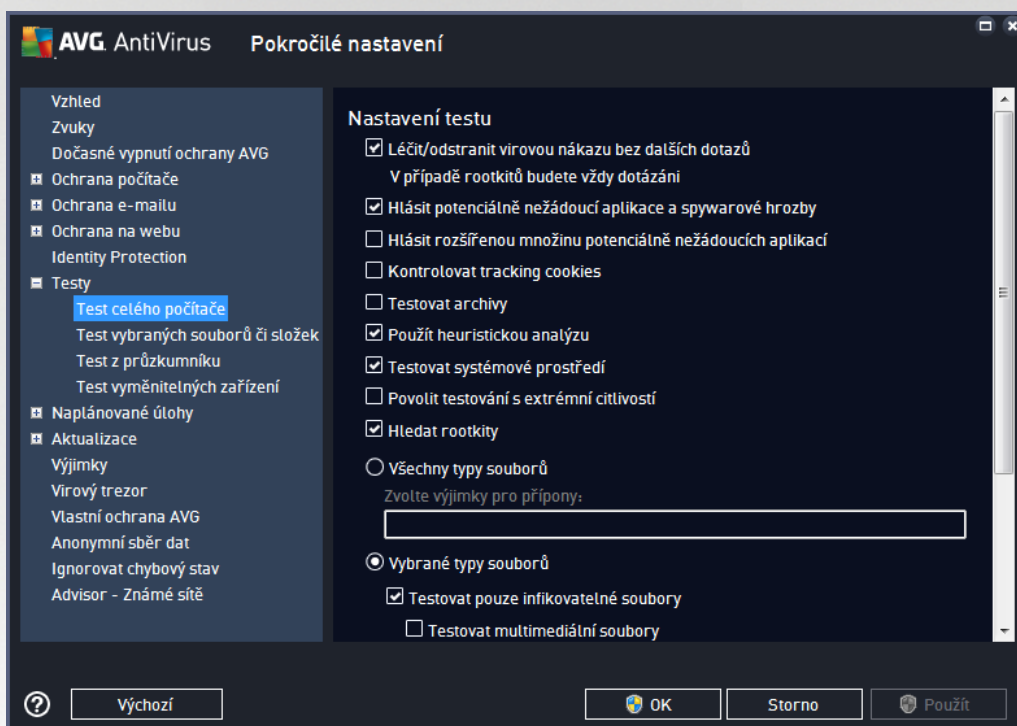 AVG. AntiVirus Pokročilé nastavení
Vzhled
Zvuky
Dočasné vypnutí ochrany AVG
Ochrana počítače
Ochrana e-mailu
Ochrana na webu
Identity Protection
Testy
Test celého počítače
Test vybraných souborů či složek
Test z průzkumníku
Test vyměnitelných zařízení
Naplánované úlohy
Aktualizace
Výjimky
Virový trezor
Vlastní ochrana AVG
Anonymní sběr dat
Ignorovat chybový stav
Advisor - Známé sítě
Nastavení testu
Léčit/odstranit virovou nákazu bez dalších dotazů
V případě rootkitů budete vždy dotázáni
Hlásit potenciálně nežádoucí aplikace a spywarové hrozby
Hlásit rozšířenou množinu potenciálně nežádoucích aplikací
Kontrolovat tracking cookies
Testovat archivy
Použít heuristickou analýzu
Testovat systémové prostředí
Povolit testování s extrémní citlivostí
Hledat rootkity
Všechny typy souborů
Zvolte výjimky pro přípony:
Vybrané typy souborů
Testovat pouze infikovatelné soubory
Testovat multimediální soubory
Výchozí
OK
Storno
Použít